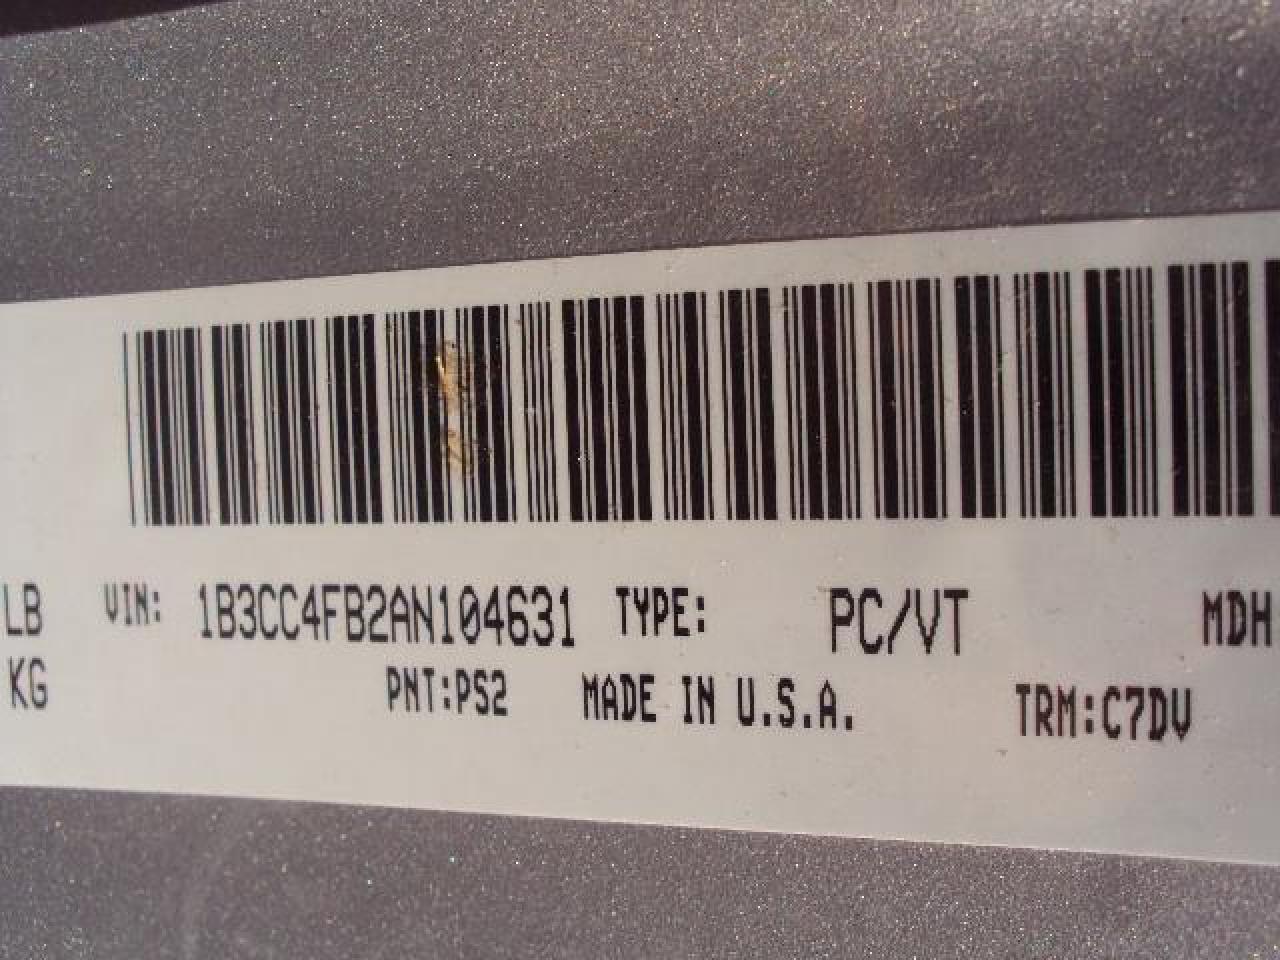 LB VIN: 1B3CC4FB2AN104631 TYPE: PC/VT MDH
KG PNT:PS2 MADE IN U.S.A. TRM:C7DV